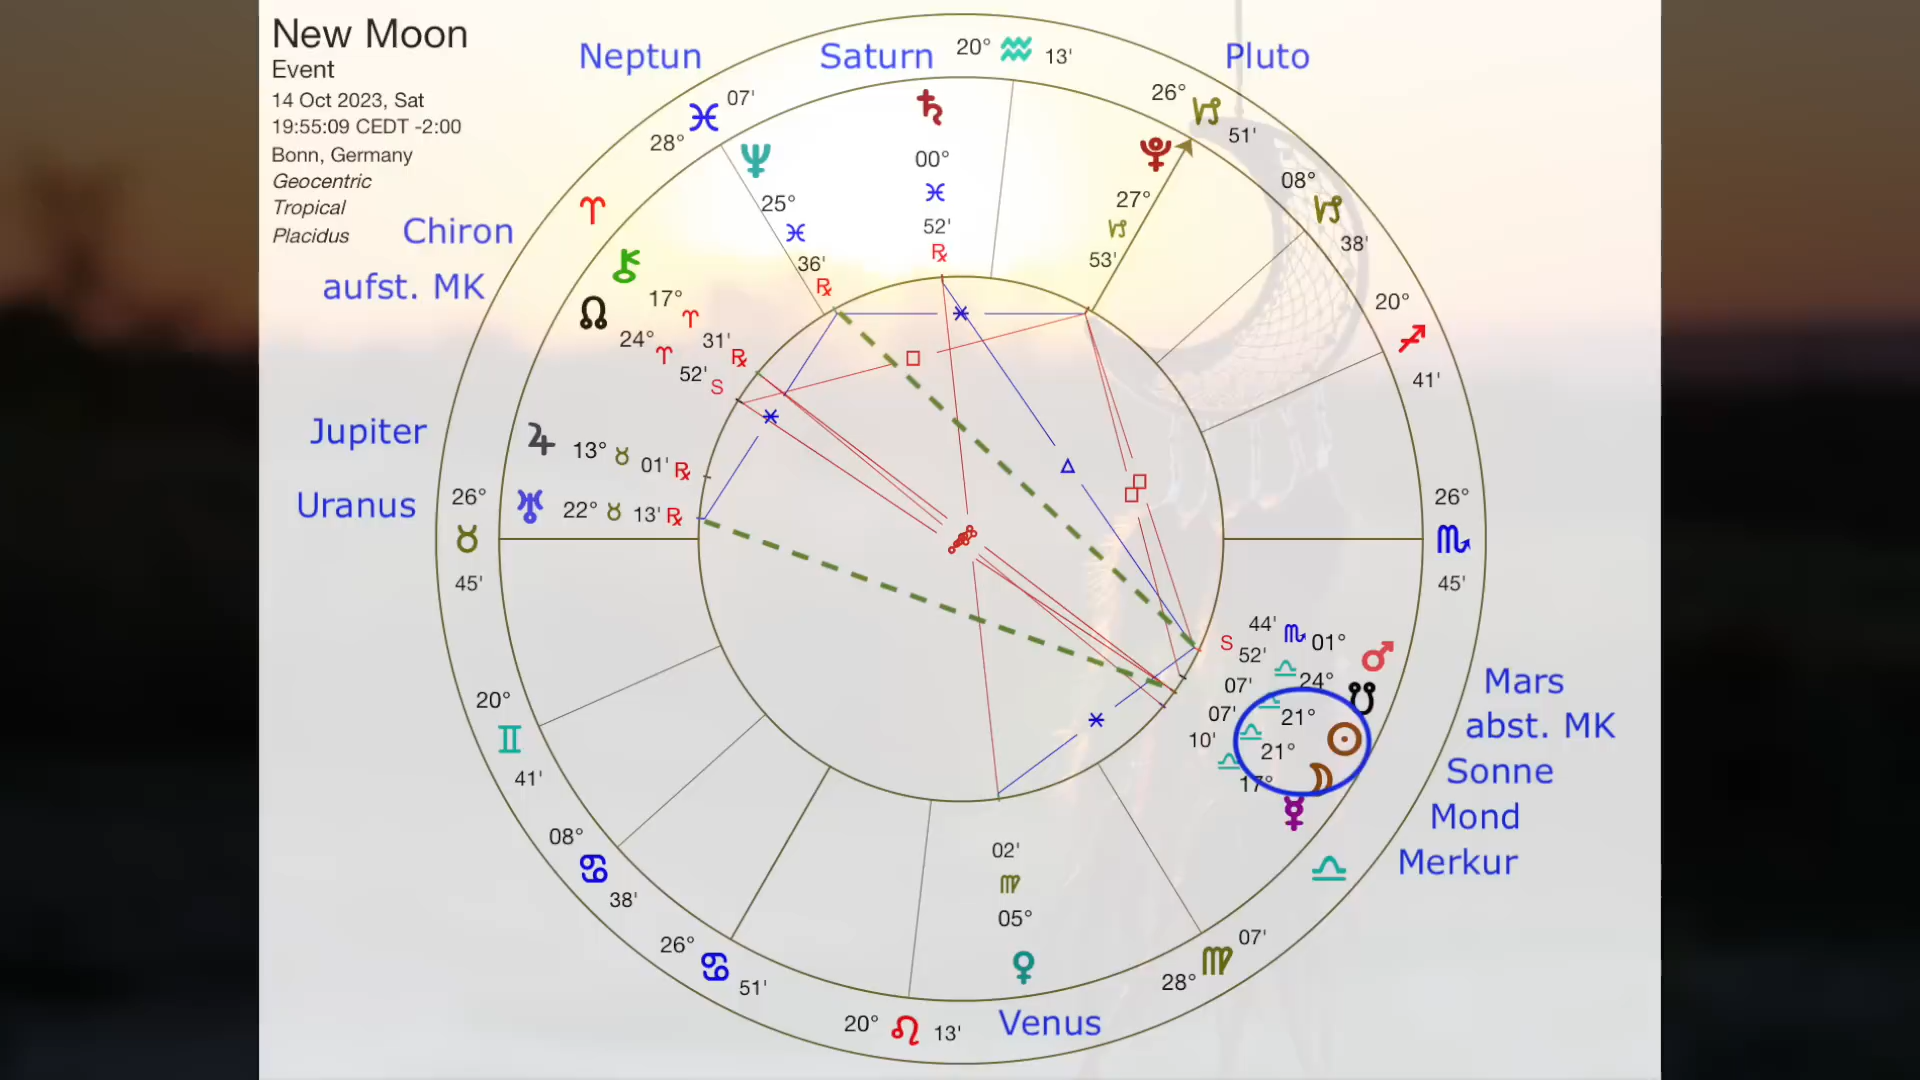 New Moon
Event
14 Oct 2023, Sat
19:55:09 CEDT -2:00
Bonn, Germany
Geocentric
Tropical
Placidus
Neptun
Saturn
20° ♒ 13'
Pluto
26° ♑ 51'
07'
♓
28°
♆
25°
♓
36'
℞
♄
00°
♓
52'
℞
♇
27°
♑
53'
08°
♑
38'
♈
Chiron
aufst. MK
⚷
17°
♈
31'
℞
☊
24°
♈
52'
S
20°
♐
41'
Jupiter
♃ 13° ♉ 01' ℞
Uranus
♅ 22° ♉ 13' ℞
26°
♉
45'
26°
♏
45'
44' ♏ 01° ♂
S 52' ♎ 24° ☋
07' ♎ 21° ☉
07' ♎ 21° ☽
10' ♎ 17° ☿
Mars
abst. MK
Sonne
Mond
Merkur
20°
♊
41'
08°
♋
38'
26°
♋
51'
02'
♍
05°
♀
♎
07'
♍
28°
20° ♌ 13'
Venus